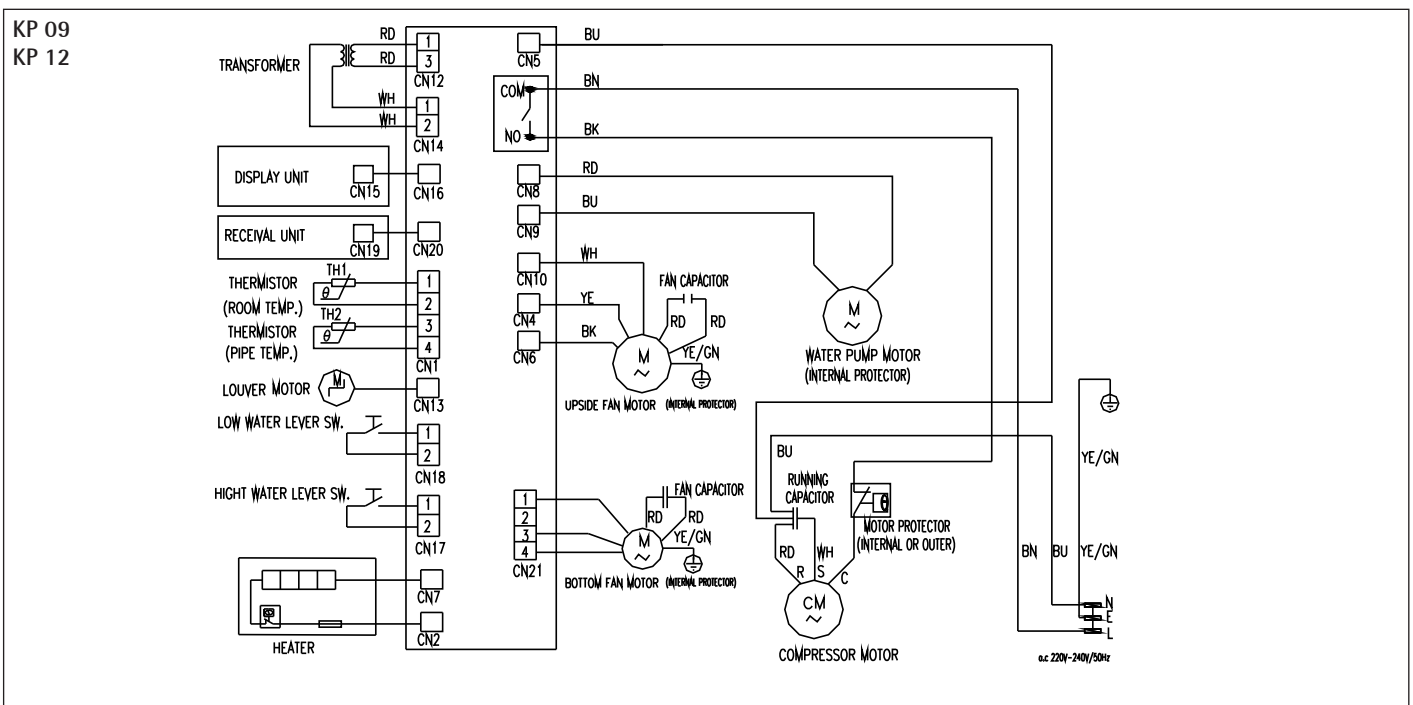 KP 09
KP 12
TRANSFORMER
RD
RD
WH
WH
1
3
CN12
1
2
CN14
DISPLAY UNIT
CN15
CN16
RECEIVAL UNIT
CN19
CN20
THERMISTOR
(ROOM TEMP.)
TH1
θ
THERMISTOR
(PIPE TEMP.)
TH2
θ
1
2
3
4
CN1
LOUVER MOTOR
M
CN13
LOW WATER LEVER SW.
1
2
CN18
HIGHT WATER LEVER SW.
1
2
CN17
CN7
CN2
HEATER
CN5
BU
COM
BN
NO
BK
CN8
RD
CN9
BU
CN10
WH
CN4
YE
CN6
BK
FAN CAPACITOR
RD
RD
YE/GN
M
~
UPSIDE FAN MOTOR (INTERNAL PROTECTOR)
M
~
WATER PUMP MOTOR
(INTERNAL PROTECTOR)
1
2
3
4
CN21
FAN CAPACITOR
RD
RD
YE/GN
M
~
BOTTOM FAN MOTOR (INTERNAL PROTECTOR)
BU
RUNNING
CAPACITOR
RD
WH
R
S
C
θ
MOTOR PROTECTOR
(INTERNAL OR OUTER)
CM
~
COMPRESSOR MOTOR
YE/GN
BN
BU
YE/GN
N
E
L
a.c 220V-240V/50Hz